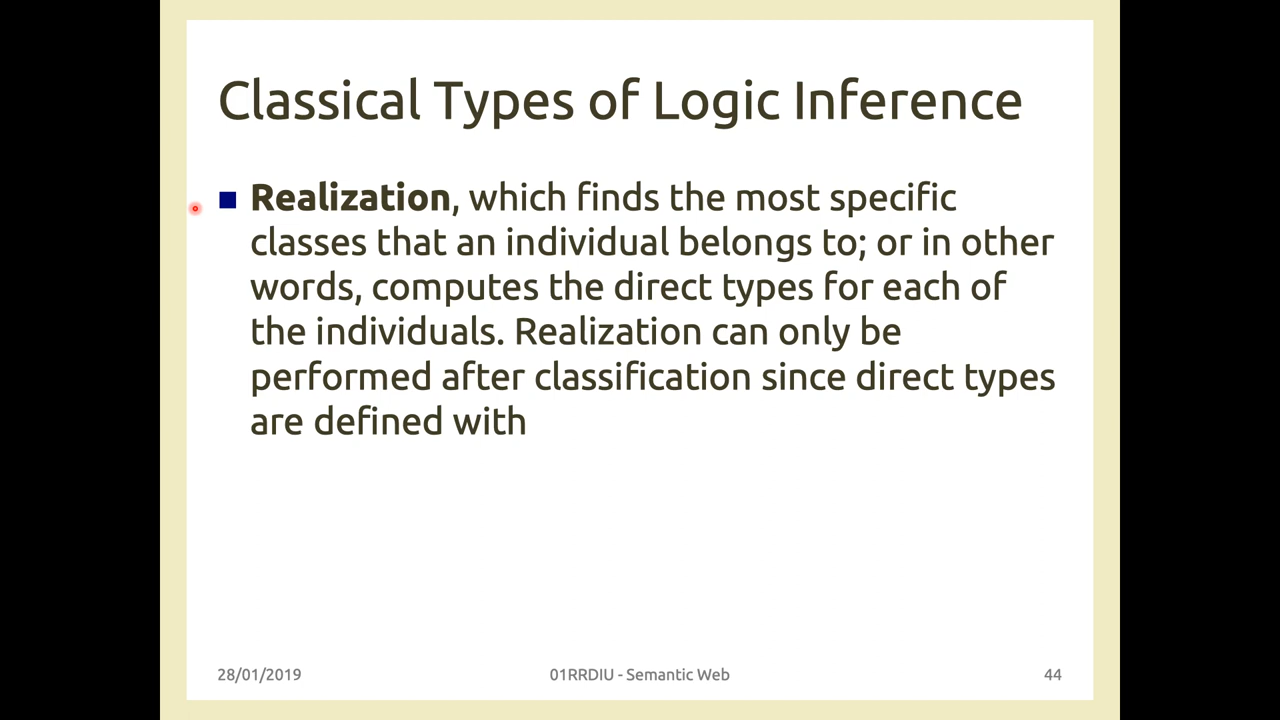 Classical Types of Logic Inference
Realization, which finds the most specific
classes that an individual belongs to; or in other
words, computes the direct types for each of
the individuals. Realization can only be
performed after classification since direct types
are defined with
28/01/2019
01RRDIU - Semantic Web
44